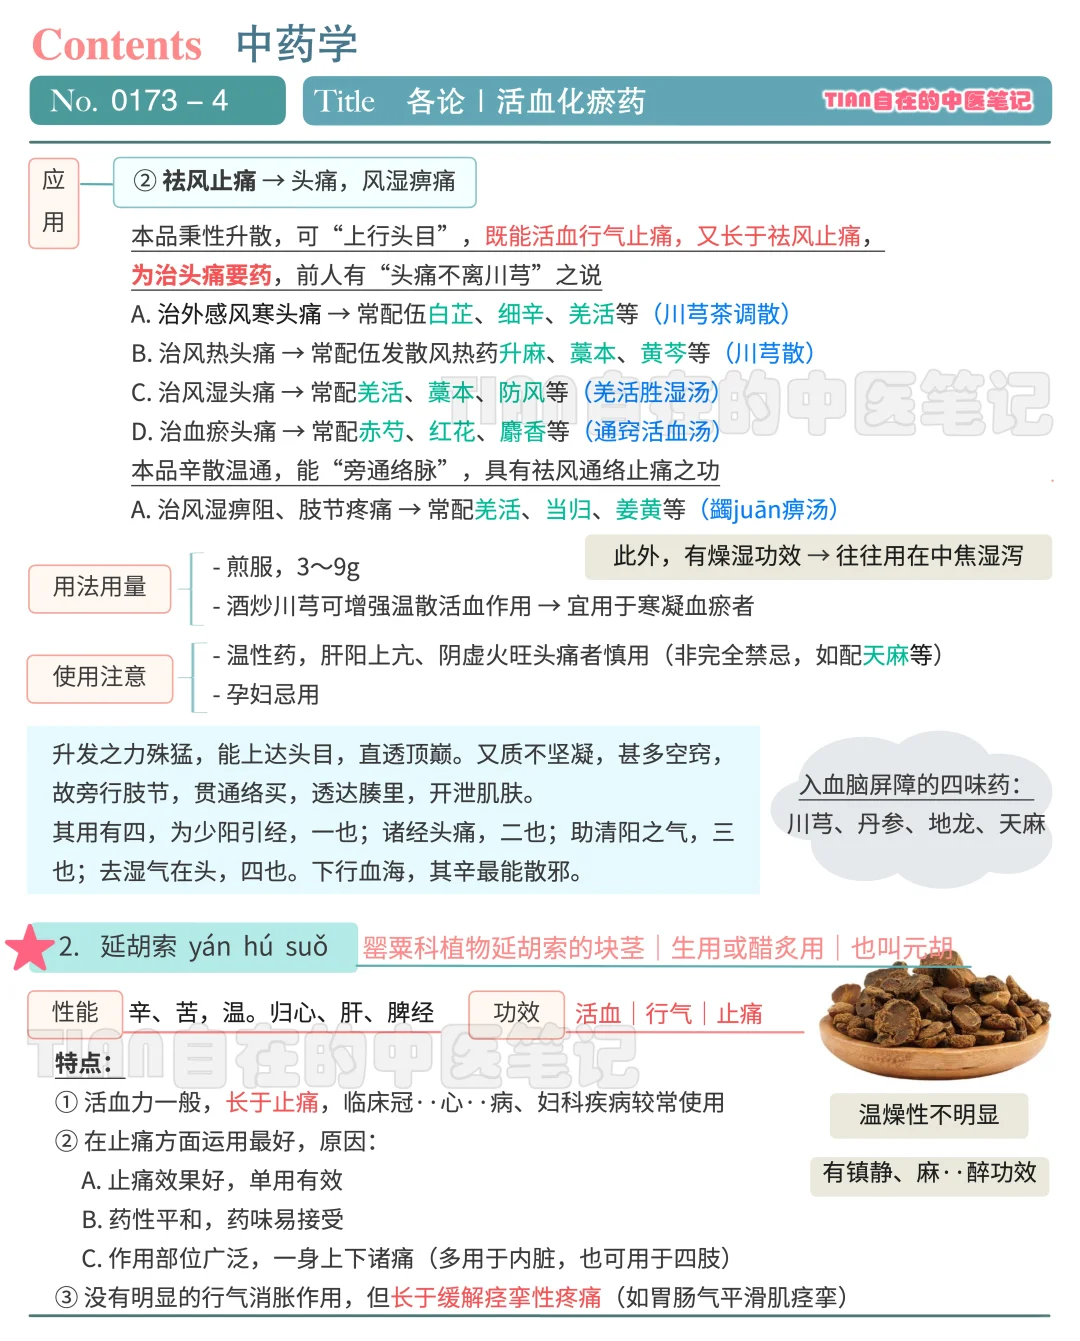 Contents 中药学
No. 0173 – 4
Title 各论｜活血化瘀药
TIAN自在的中医笔记
应用
② 祛风止痛 → 头痛，风湿痹痛
本品秉性升散，可“上行头目”，既能活血行气止痛，又长于祛风止痛，
为治头痛要药，前人有“头痛不离川芎”之说
A. 治外感风寒头痛 → 常配伍白芷、细辛、羌活等（川芎茶调散）
B. 治风热头痛 → 常配伍发散风热药升麻、藁本、黄芩等（川芎散）
C. 治风湿头痛 → 常配羌活、藁本、防风等（羌活胜湿汤）
D. 治血瘀头痛 → 常配赤芍、红花、麝香等（通窍活血汤）
TIAN自在的中医笔记
本品辛散温通，能“旁通络脉”，具有祛风通络止痛之功
A. 治风湿痹阻、肢节疼痛 → 常配羌活、当归、姜黄等（蠲juān痹汤）
此外，有燥湿功效 → 往往用在中焦湿泻
用法用量
- 煎服，3～9g
- 酒炒川芎可增强温散活血作用 → 宜用于寒凝血瘀者
使用注意
- 温性药，肝阳上亢、阴虚火旺头痛者慎用（非完全禁忌，如配天麻等）
- 孕妇忌用
升发之力殊猛，能上达头目，直透顶巅。又质不坚凝，甚多空窍，
故旁行肢节，贯通络买，透达腠里，开泄肌肤。
其用有四，为少阳引经，一也；诸经头痛，二也；助清阳之气，三
也；去湿气在头，四也。下行血海，其辛最能散邪。
入血脑屏障的四味药：
川芎、丹参、地龙、天麻
2. 延胡索 yán hú suǒ
罂粟科植物延胡索的块茎｜生用或醋炙用｜也叫元胡
性能
辛、苦，温。归心、肝、脾经
功效
活血｜行气｜止痛
TIAN自在的中医笔记
特点：
① 活血力一般，长于止痛，临床冠··心··病、妇科疾病较常使用
② 在止痛方面运用最好，原因：
A. 止痛效果好，单用有效
B. 药性平和，药味易接受
C. 作用部位广泛，一身上下诸痛（多用于内脏，也可用于四肢）
③ 没有明显的行气消胀作用，但长于缓解痉挛性疼痛（如胃肠气平滑肌痉挛）
温燥性不明显
有镇静、麻··醉功效